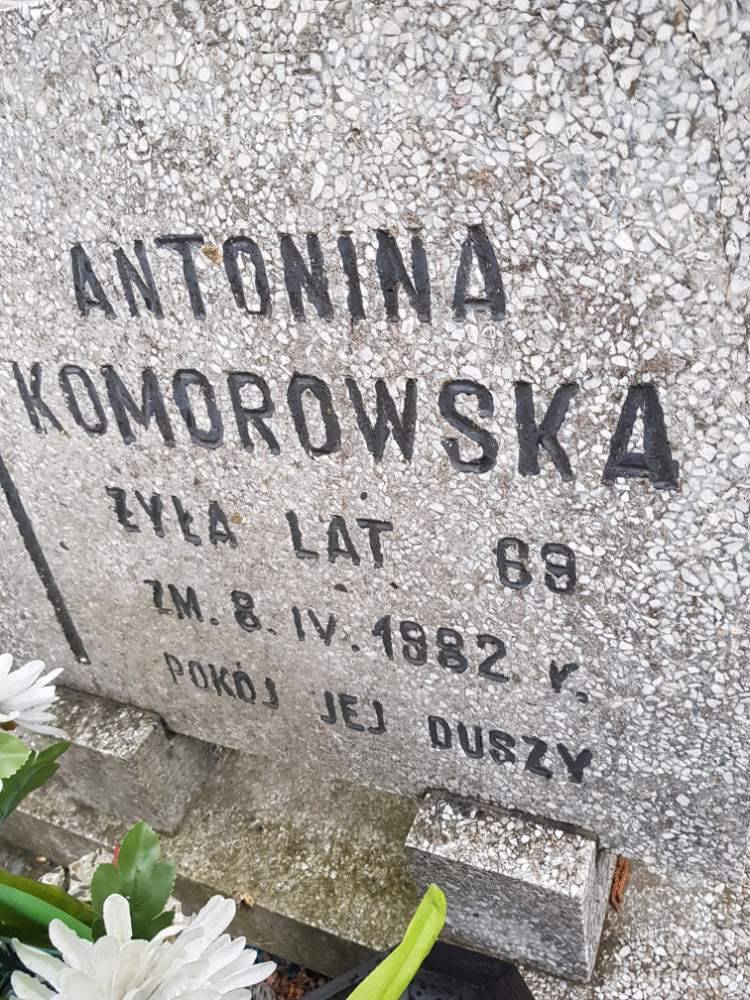 ANTONINA
KOMOROWSKA
ŻYŁA LAT 69
ZM. 8. IV. 1982 r.
POKÓJ JEJ DUSZY